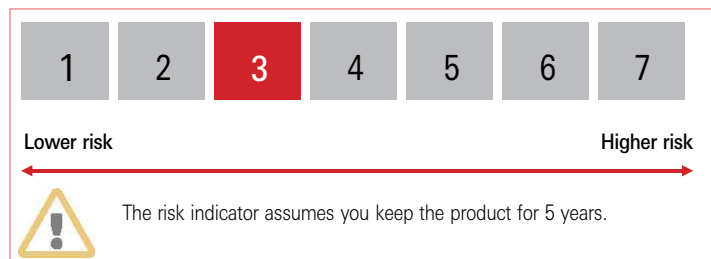 1 2 3 4 5 6 7
Lower risk Higher risk
The risk indicator assumes you keep the product for 5 years.